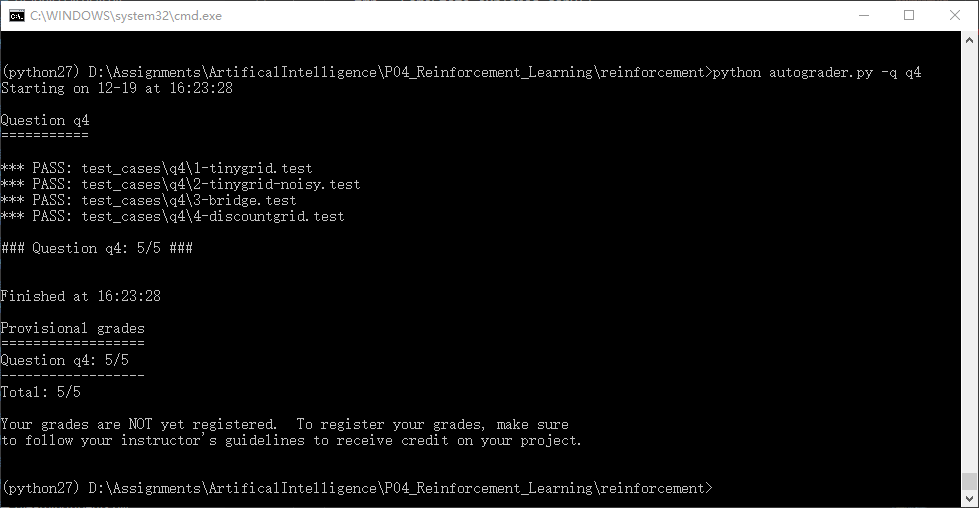 C:\WINDOWS\system32\cmd.exe
(python27) D:\Assignments\ArtificalIntelligence\P04_Reinforcement_Learning\reinforcement>python autograder.py -q q4
Starting on 12-19 at 16:23:28
Question q4
===========
*** PASS: test_cases\q4\1-tinygrid.test
*** PASS: test_cases\q4\2-tinygrid-noisy.test
*** PASS: test_cases\q4\3-bridge.test
*** PASS: test_cases\q4\4-discountgrid.test
### Question q4: 5/5 ###
Finished at 16:23:28
Provisional grades
==================
Question q4: 5/5
------------------
Total: 5/5
Your grades are NOT yet registered.  To register your grades, make sure
to follow your instructor's guidelines to receive credit on your project.
(python27) D:\Assignments\ArtificalIntelligence\P04_Reinforcement_Learning\reinforcement>